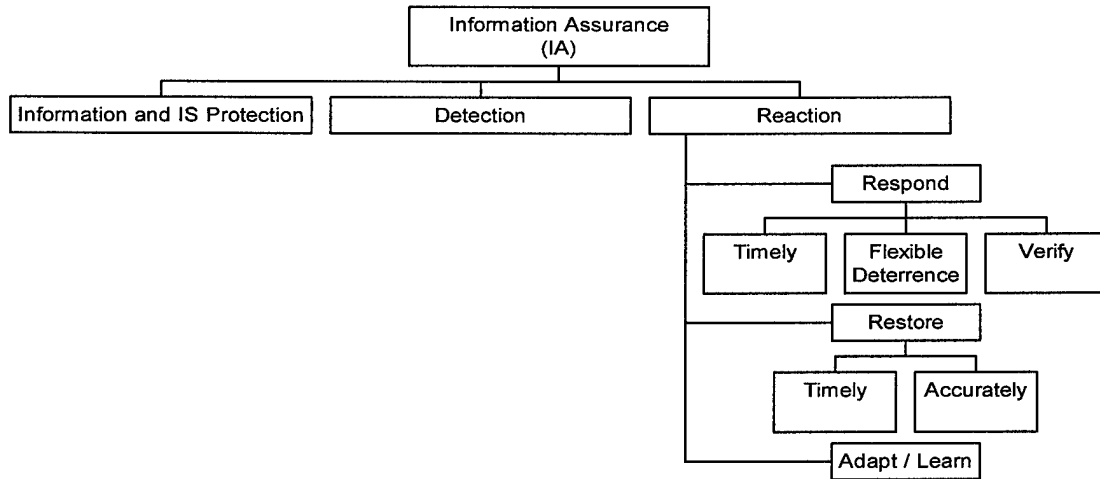 Information Assurance
(IA)
Information and IS Protection
Detection
Reaction
Respond
Timely
Flexible
Deterrence
Verify
Restore
Timely
Accurately
Adapt / Learn